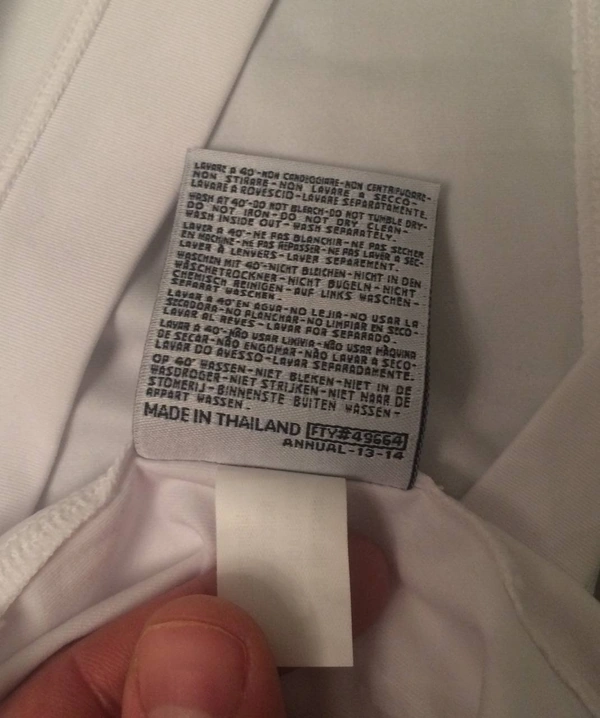 LAVARE A 40°-NON CANDEGGIARE-NON CENTRIFUGARE-
NON STIRARE-NON LAVARE A SECCO-
LAVARE A ROVESCIO-LAVARE SEPARATAMENTE.
WASH AT 40°-DO NOT BLEACH-DO NOT TUMBLE DRY-
DO NOT IRON-DO NOT DRY CLEAN-
WASH INSIDE OUT-WASH SEPARATELY.
LAVER A 40°-NE PAS BLANCHIR-NE PAS SECHER
EN MACHINE-NE PAS REPASSER-NE PAS LAVER A SEC-
LAVER A LENVERS-LAVER SEPAREMENT.
WASCHEN MIT 40°-NICHT BLEICHEN-NICHT IN DEN
WÄSCHETROCKNER-NICHT BUGELN-NICHT
CHEMISCH REINIGEN-AUF LINKS WASCHEN-
SEPARAT WASCHEN.
LAVAR A 40°EN AGUA-NO LEJIA-NO USAR LA
SECADORA-NO PLANCHAR-NO LIMPIAR EN SECO-
LAVAR AL REVES-LAVAR POR SEPARADO.
LAVAR A 40°-NÃO USAR LIXIVIA-NÃO USAR MÁQUINA
DE SECAR-NÃO ENGOMAR-NÃO LAVAR A SECO-
LAVAR DO AVESSO-LAVAR SEPARADAMENTE.
OP 40° WASSEN-NIET BLEKEN-NIET IN DE
WASDROGER-NIET STRIJKEN-NIET NAAR DE
STOMERIJ-BINNENSTE BUITEN WASSEN-
APPART WASSEN.
MADE IN THAILAND FTY#49664
ANNUAL-13-14